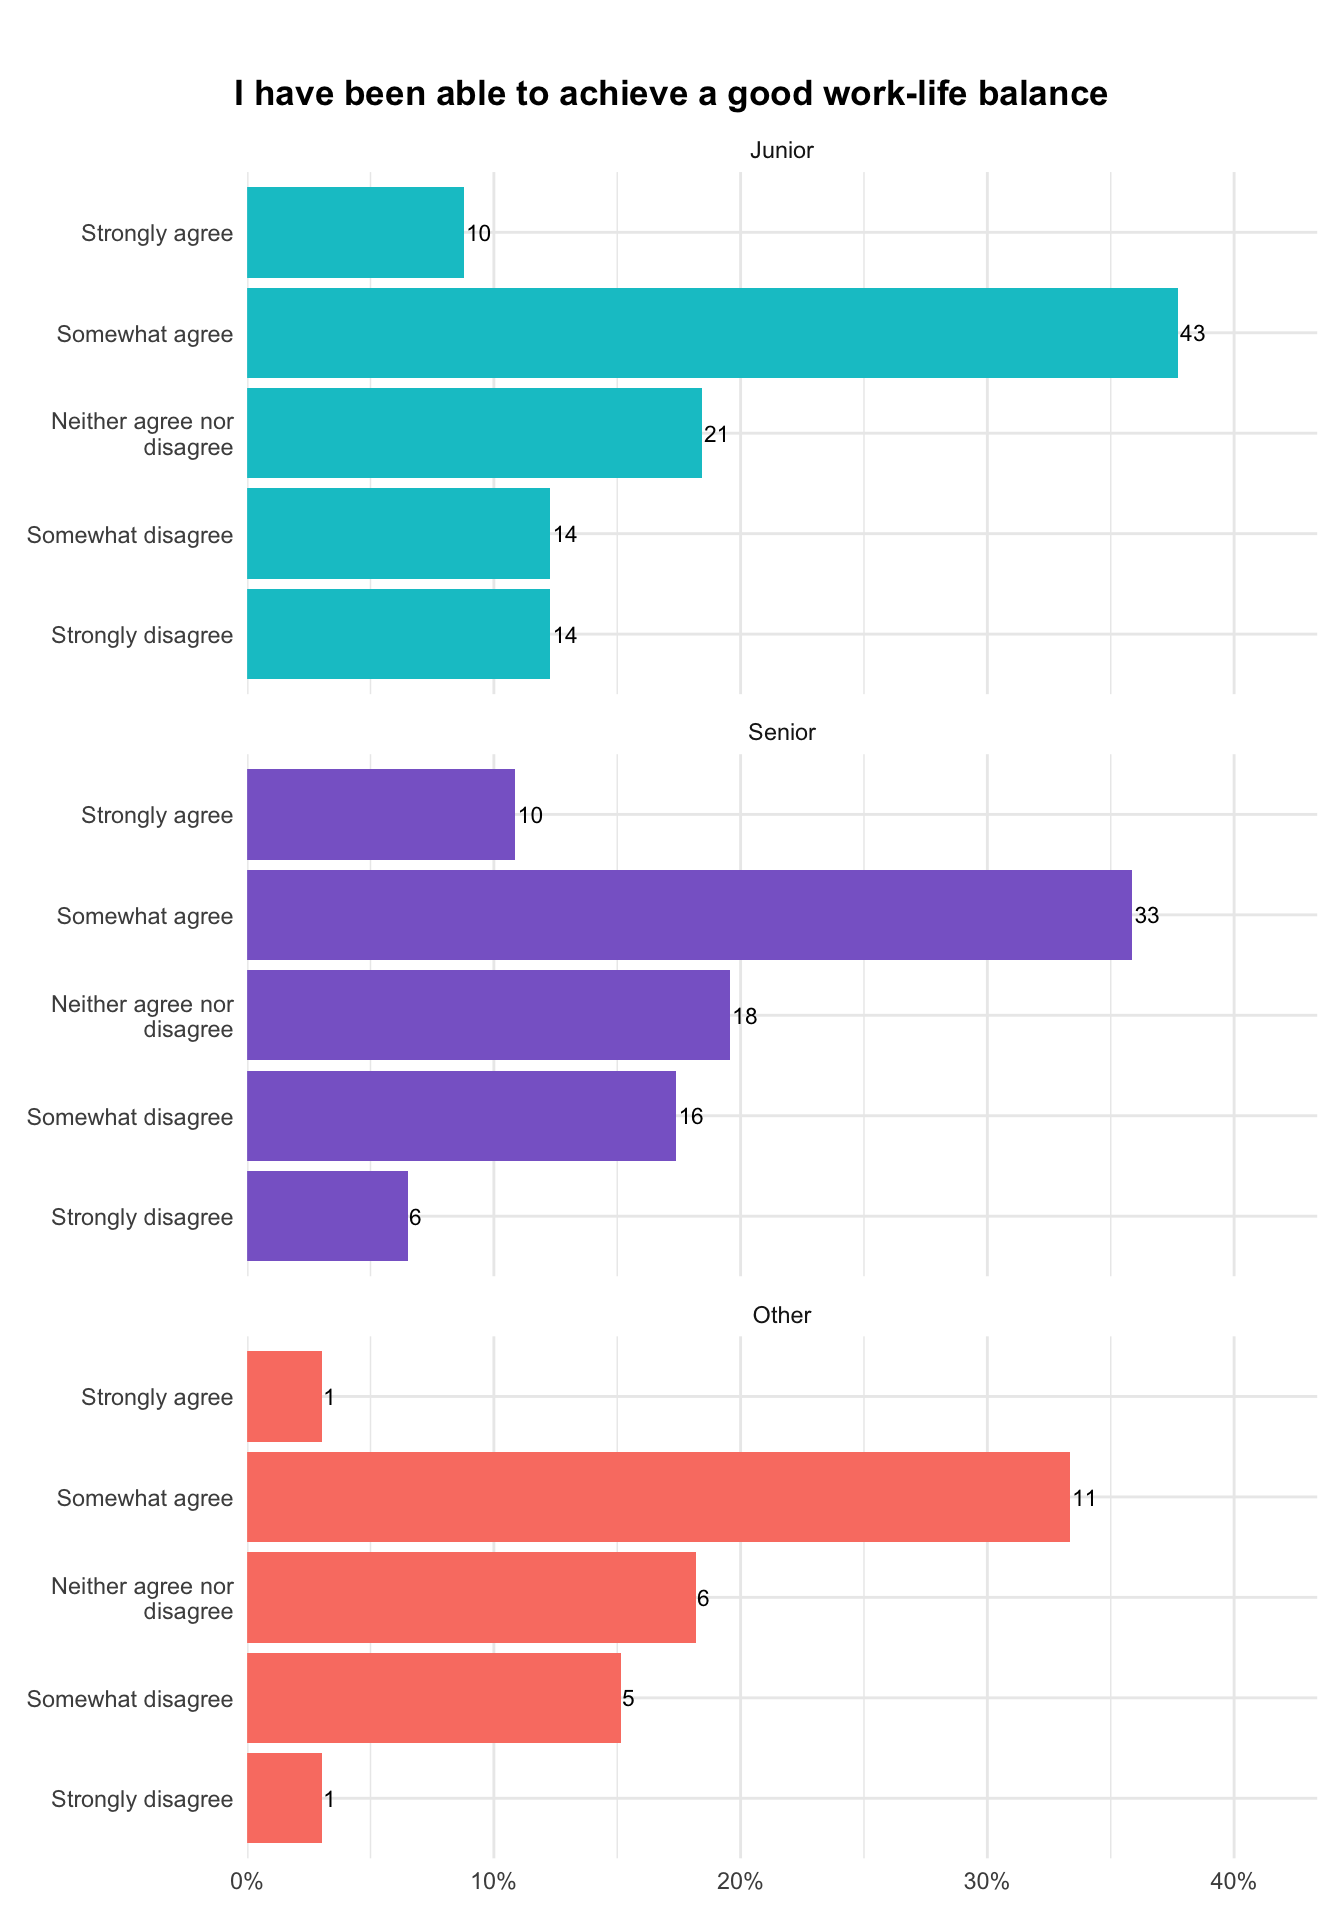 I have been able to achieve a good work-life balance
Junior
Strongly agree
10
Somewhat agree
43
Neither agree nor
disagree
21
Somewhat disagree
14
Strongly disagree
14
Senior
Strongly agree
10
Somewhat agree
33
Neither agree nor
disagree
18
Somewhat disagree
16
Strongly disagree
6
Other
Strongly agree
1
Somewhat agree
11
Neither agree nor
disagree
6
Somewhat disagree
5
Strongly disagree
1
0% 10% 20% 30% 40%